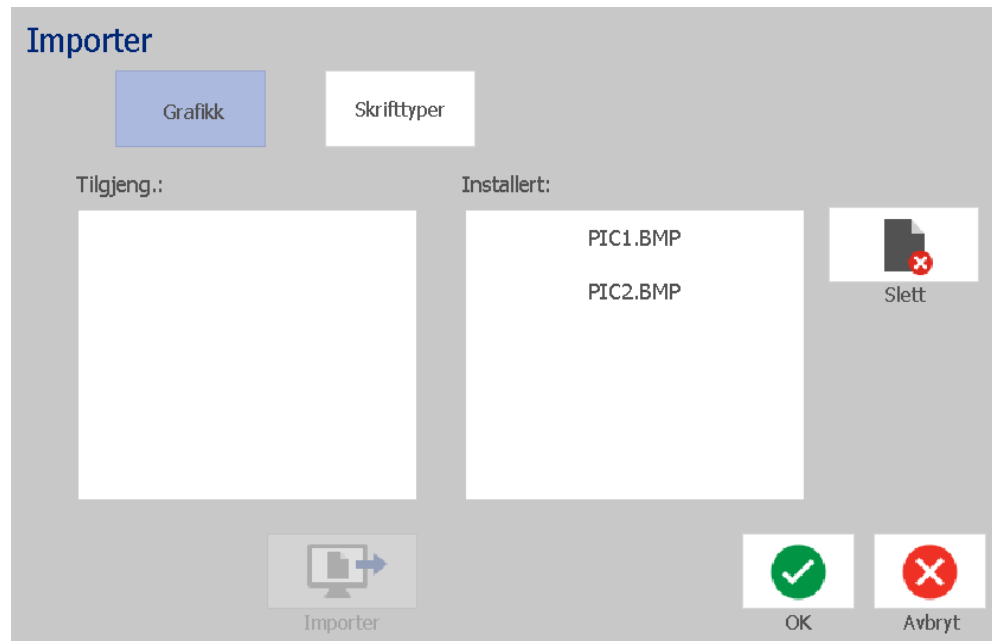 Importer
Grafikk
Skrifttyper
Tilgjeng.:
Installert:
PIC1.BMP
PIC2.BMP
Slett
Importer
OK
Avbryt